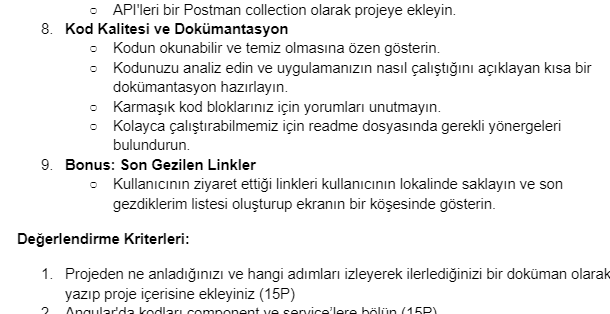 ○ API'leri bir Postman collection olarak projeye ekleyin.
8. Kod Kalitesi ve Dokümantasyon
○ Kodun okunabilir ve temiz olmasına özen gösterin.
○ Kodunuzu analiz edin ve uygulamanızın nasıl çalıştığını açıklayan kısa bir
dokümantasyon hazırlayın.
○ Karmaşık kod bloklarınız için yorumları unutmayın.
○ Kolayca çalıştırabilmemiz için readme dosyasında gerekli yönergeleri
bulundurun.
9. Bonus: Son Gezilen Linkler
○ Kullanıcının ziyaret ettiği linkleri kullanıcının lokalinde saklayın ve son
gezdiklerim listesi oluşturup ekranın bir köşesinde gösterin.
Değerlendirme Kriterleri:
1. Projeden ne anladığınızı ve hangi adımları izleyerek ilerlediğinizi bir doküman olarak
yazıp proje içerisine ekleyiniz (15P)
2. Angular'da kodları component ve service'lere bölün (15P)